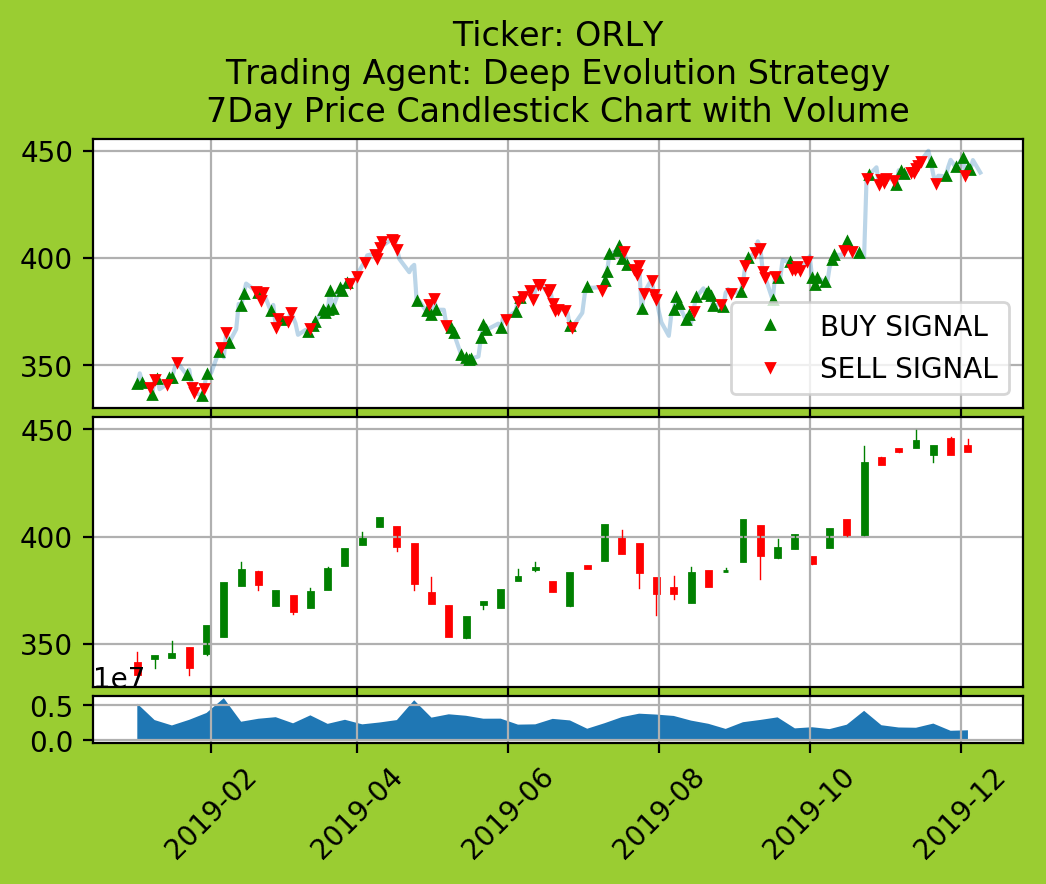 Ticker: ORLY
Trading Agent: Deep Evolution Strategy
7Day Price Candlestick Chart with Volume
450
400
350
BUY SIGNAL
SELL SIGNAL
450
400
350
1e7
0.5
0.0
2019-02
2019-04
2019-06
2019-08
2019-10
2019-12